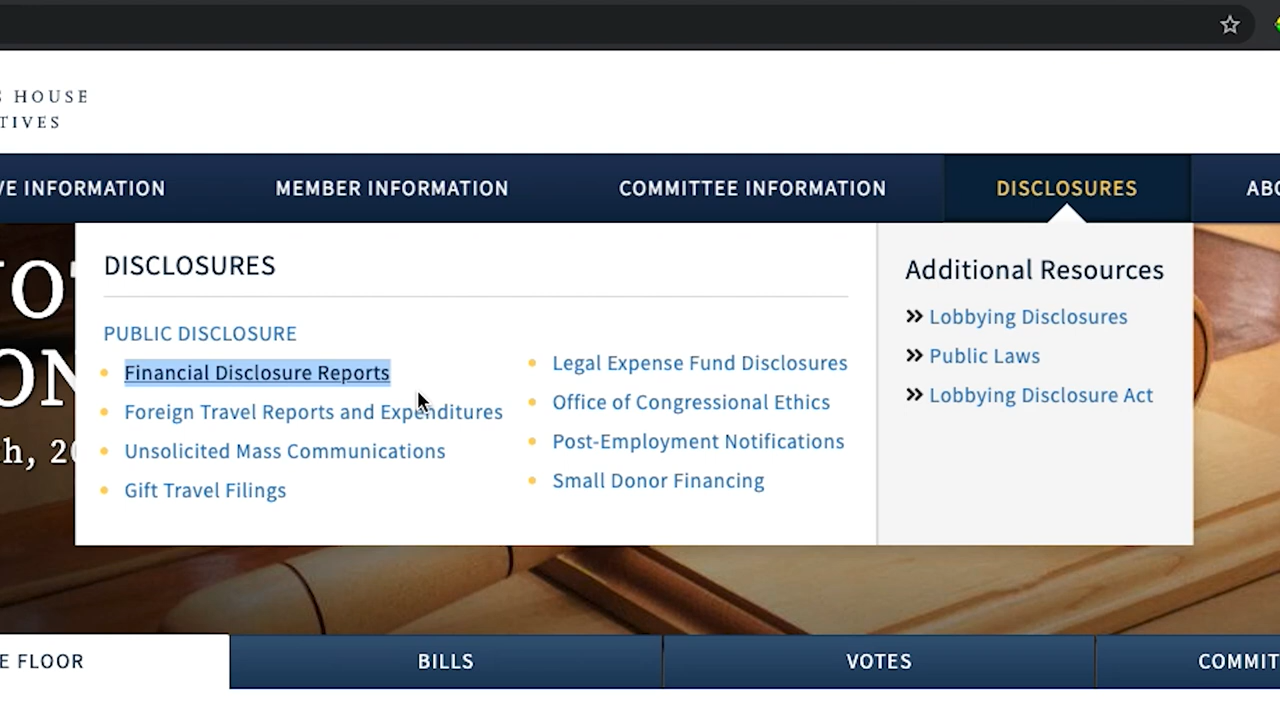 HOUSE
TIVES
VE INFORMATION
MEMBER INFORMATION
COMMITTEE INFORMATION
DISCLOSURES
ABO
DISCLOSURES
PUBLIC DISCLOSURE
Financial Disclosure Reports
Foreign Travel Reports and Expenditures
Unsolicited Mass Communications
Gift Travel Filings
Legal Expense Fund Disclosures
Office of Congressional Ethics
Post-Employment Notifications
Small Donor Financing
Additional Resources
Lobbying Disclosures
Public Laws
Lobbying Disclosure Act
E FLOOR
BILLS
VOTES
COMMIT